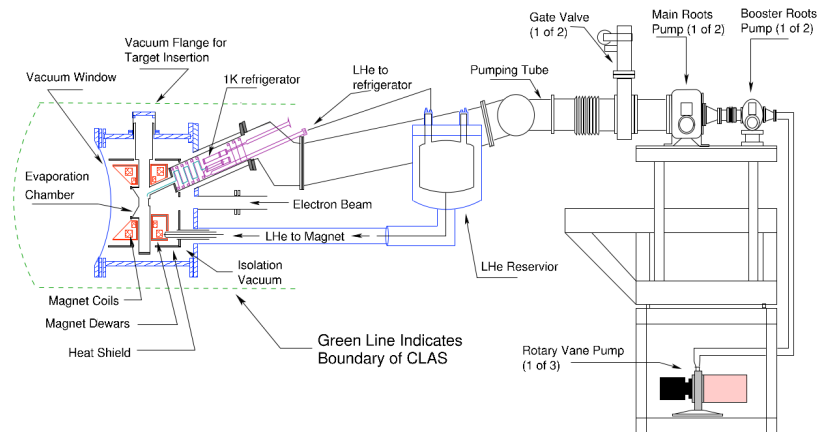 Gate Valve
(1 of 2)
Main Roots
Pump (1 of 2)
Booster Roots
Pump (1 of 2)
Vacuum Flange for
Target Insertion
Vacuum Window
1K refrigerator
LHe to
refrigerator
Pumping Tube
Evaporation
Chamber
Electron Beam
LHe to Magnet
Isolation
Vacuum
LHe Reservior
Magnet Coils
Magnet Dewars
Heat Shield
Green Line Indicates
Boundary of CLAS
Rotary Vane Pump
(1 of 3)